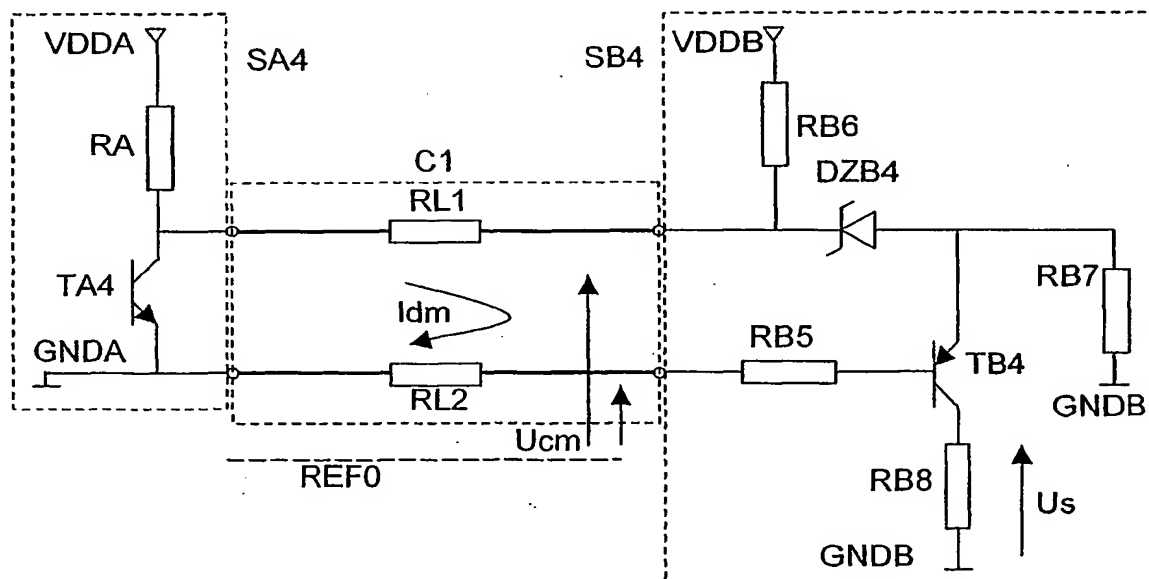 VDDA
SA4
SB4
VDDB
RA
RB6
C1
DZB4
RL1
TA4
RB7
Idm
RB5
GNDA
TB4
RL2
GNDB
Ucm
REF0
RB8
Us
GNDB